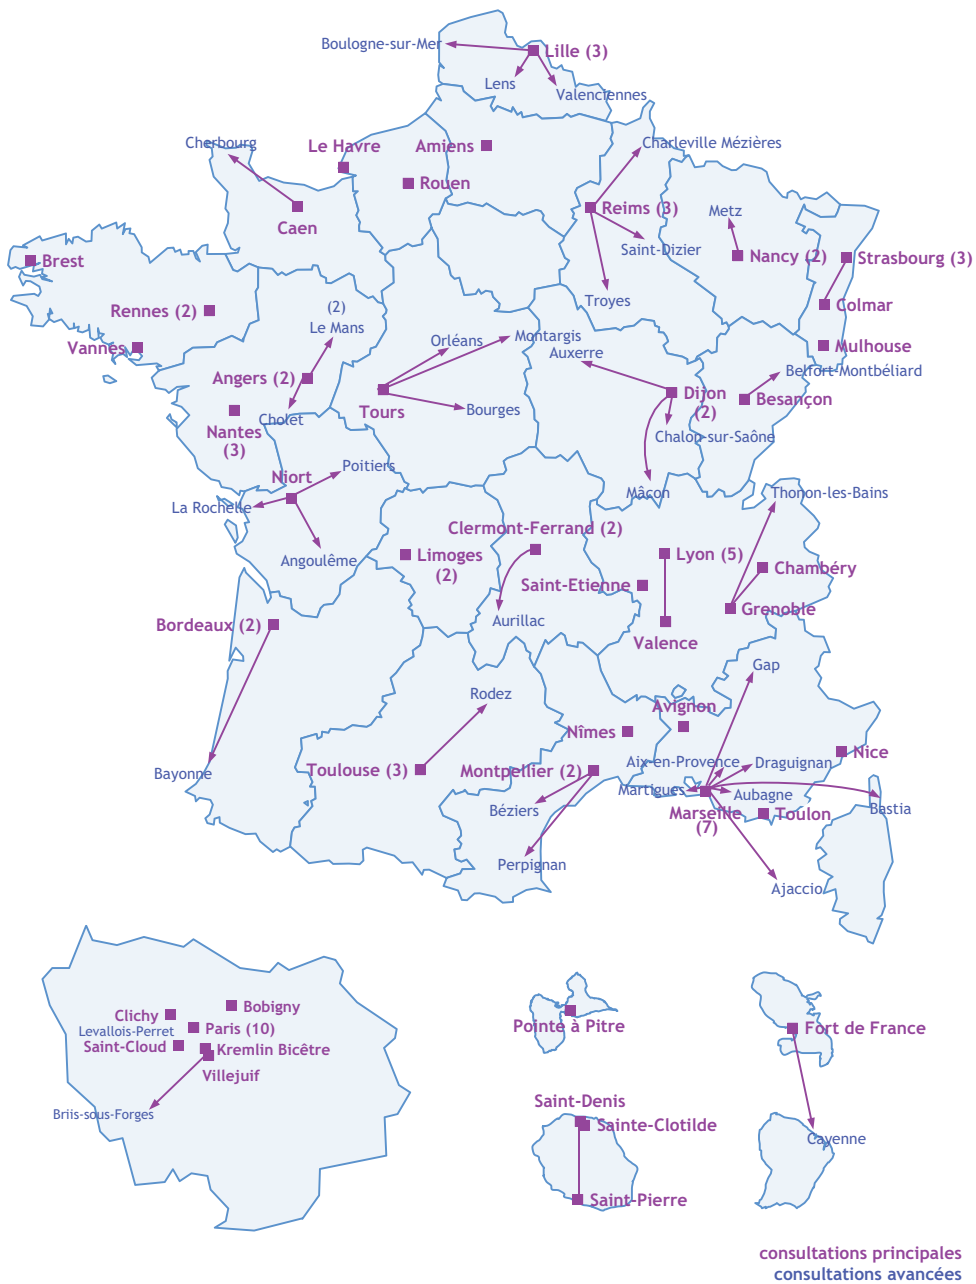 Boulogne-sur-Mer
Lille (3)
Lens
Valenciennes
Cherbourg
Le Havre
Amiens
Charleville Mézières
Rouen
Caen
Reims (3)
Metz
Saint-Dizier
Nancy (2)
Strasbourg (3)
Brest
Troyes
Colmar
Rennes (2)
(2)
Le Mans
Vannes
Orléans
Montargis
Auxerre
Mulhouse
Belfort-Montbéliard
Angers (2)
Tours
Bourges
Dijon
(2)
Besançon
Cholet
Nantes
(3)
Chalon-sur-Saône
Niort
Poitiers
La Rochelle
Mâcon
Thonon-les-Bains
Angoulême
Clermont-Ferrand (2)
Limoges
(2)
Lyon (5)
Chambéry
Saint-Etienne
Grenoble
Aurillac
Bordeaux (2)
Valence
Gap
Rodez
Avignon
Nîmes
Nice
Bayonne
Toulouse (3)
Montpellier (2)
Aix-en-Provence
Draguignan
Martigues
Aubagne
Béziers
Marseille
(7)
Toulon
Bastia
Perpignan
Ajaccio
Bobigny
Clichy
Levallois-Perret
Paris (10)
Saint-Cloud
Kremlin Bicêtre
Villejuif
Briis-sous-Forges
Pointe à Pitre
Fort de France
Saint-Denis
Sainte-Clotilde
Cayenne
Saint-Pierre
consultations principales
consultations avancées